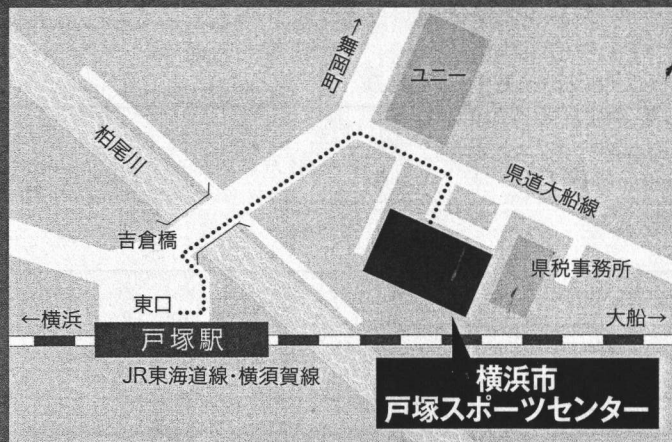 ↑舞岡町
ユニー
柏尾川
県道大船線
吉倉橋
県税事務所
東口
←横浜
大船→
戸塚駅
JR東海道線・横須賀線
横浜市
戸塚スポーツセンター